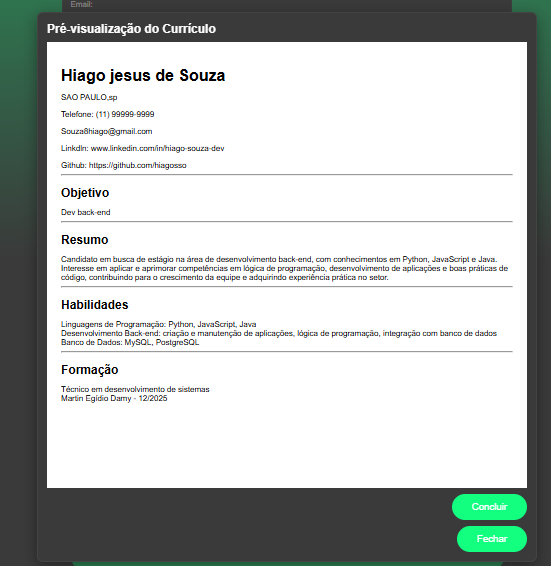 Email:
Pré-visualização do Currículo
Hiago jesus de Souza
SAO PAULO,sp
Telefone: (11) 99999-9999
Souza8hiago@gmail.com
LinkdIn: www.linkedin.com/in/hiago-souza-dev
Github: https://github.com/hiagosso
Objetivo
Dev back-end
Resumo
Candidato em busca de estágio na área de desenvolvimento back-end, com conhecimentos em Python, JavaScript e Java.
Interesse em aplicar e aprimorar competências em lógica de programação, desenvolvimento de aplicações e boas práticas de
código, contribuindo para o crescimento da equipe e adquirindo experiência prática no setor.
Habilidades
Linguagens de Programação: Python, JavaScript, Java
Desenvolvimento Back-end: criação e manutenção de aplicações, lógica de programação, integração com banco de dados
Banco de Dados: MySQL, PostgreSQL
Formação
Técnico em desenvolvimento de sistemas
Martin Egídio Damy - 12/2025
Concluir
Fechar